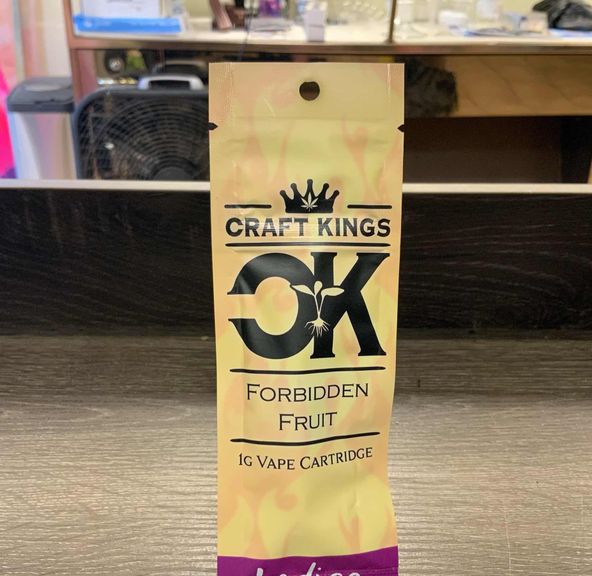 CRAFT KINGS
CK
FORBIDDEN
FRUIT
1G VAPE CARTRIDGE